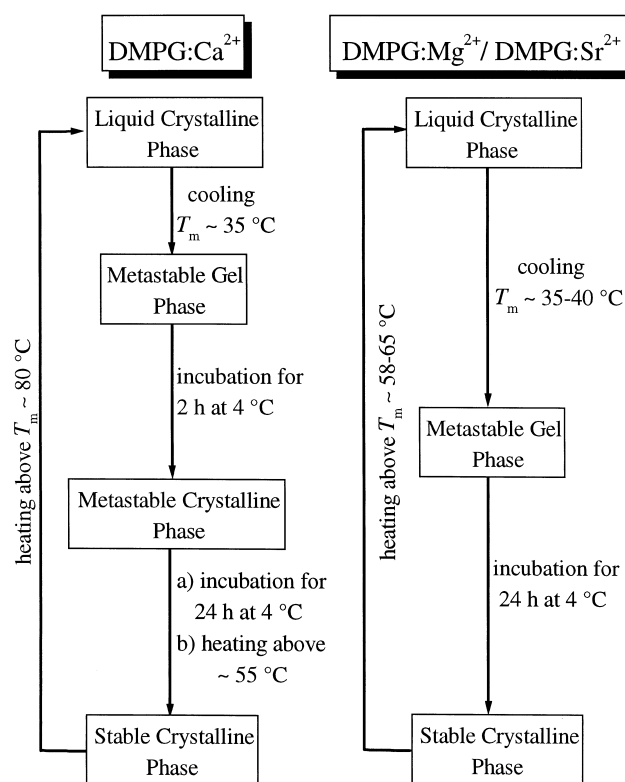 DMPG:Ca²⁺
Liquid Crystalline
Phase
cooling
Tₘ ~ 35 °C
Metastable Gel
Phase
incubation for
2 h at 4 °C
Metastable Crystalline
Phase
a) incubation for
24 h at 4 °C
b) heating above
~ 55 °C
Stable Crystalline
Phase
heating above Tₘ ~ 80 °C
DMPG:Mg²⁺/ DMPG:Sr²⁺
Liquid Crystalline
Phase
cooling
Tₘ ~ 35-40 °C
Metastable Gel
Phase
incubation for
24 h at 4 °C
Stable Crystalline
Phase
heating above Tₘ ~ 58-65 °C